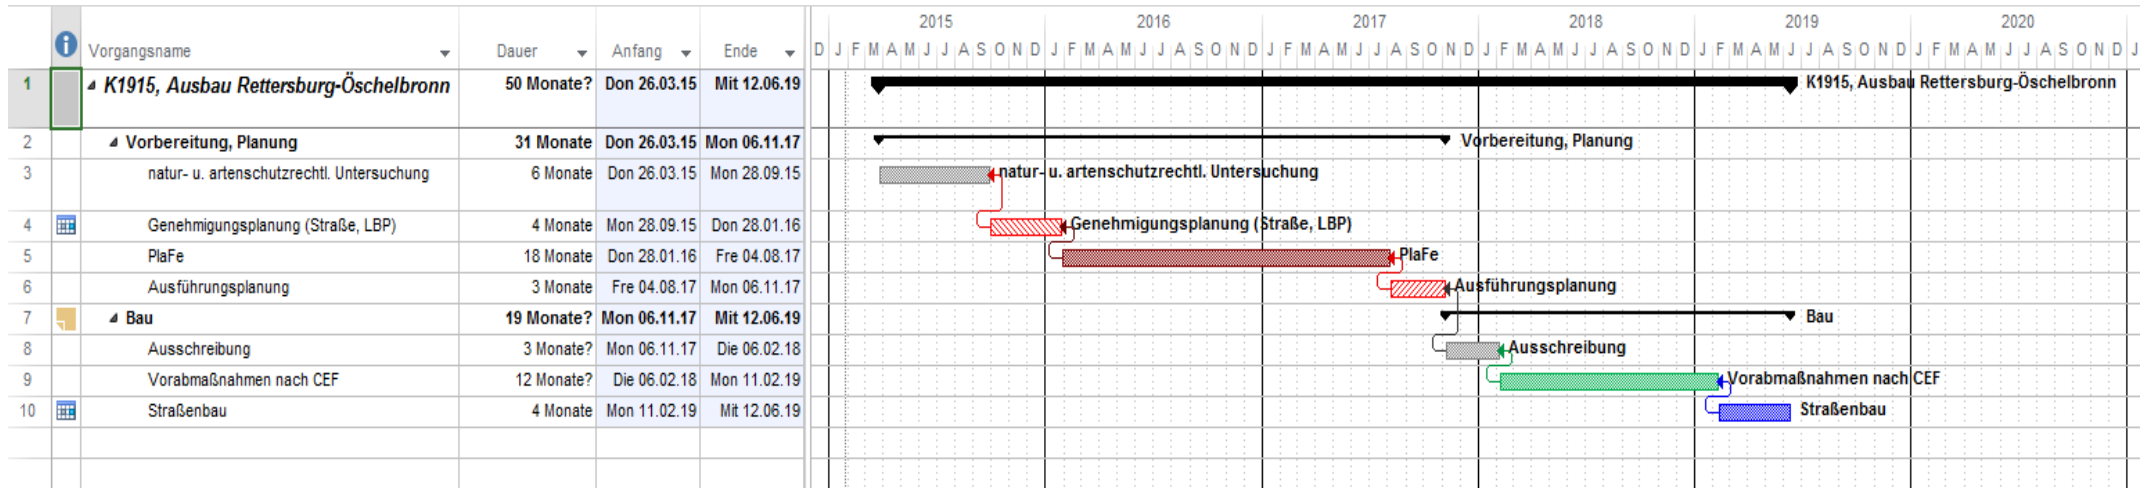 2015 2016 2017 2018 2019 2020
Vorgangsname Dauer Anfang Ende D J F M A M J J A S O N D J F M A M J J A S O N D J F M A M J J A S O N D J F M A M J J A S O N D J F M A M J J A S O N D J F M A M J J A S O N D J
1 K1915, Ausbau Rettersburg-Öschelbronn 50 Monate? Don 26.03.15 Mit 12.06.19 K1915, Ausbau Rettersburg-Öschelbronn
2 Vorbereitung, Planung 31 Monate Don 26.03.15 Mon 06.11.17 Vorbereitung, Planung
3 natur- u. artenschutzrechtl. Untersuchung 6 Monate Don 26.03.15 Mon 28.09.15 natur- u. artenschutzrechtl. Untersuchung
4 Genehmigungsplanung (Straße, LBP) 4 Monate Mon 28.09.15 Don 28.01.16 Genehmigungsplanung (Straße, LBP)
5 PlaFe 18 Monate Don 28.01.16 Fre 04.08.17 PlaFe
6 Ausführungsplanung 3 Monate Fre 04.08.17 Mon 06.11.17 Ausführungsplanung
7 Bau 19 Monate? Mon 06.11.17 Mit 12.06.19 Bau
8 Ausschreibung 3 Monate? Mon 06.11.17 Die 06.02.18 Ausschreibung
9 Vorabmaßnahmen nach CEF 12 Monate? Die 06.02.18 Mon 11.02.19 Vorabmaßnahmen nach CEF
10 Straßenbau 4 Monate Mon 11.02.19 Mit 12.06.19 Straßenbau